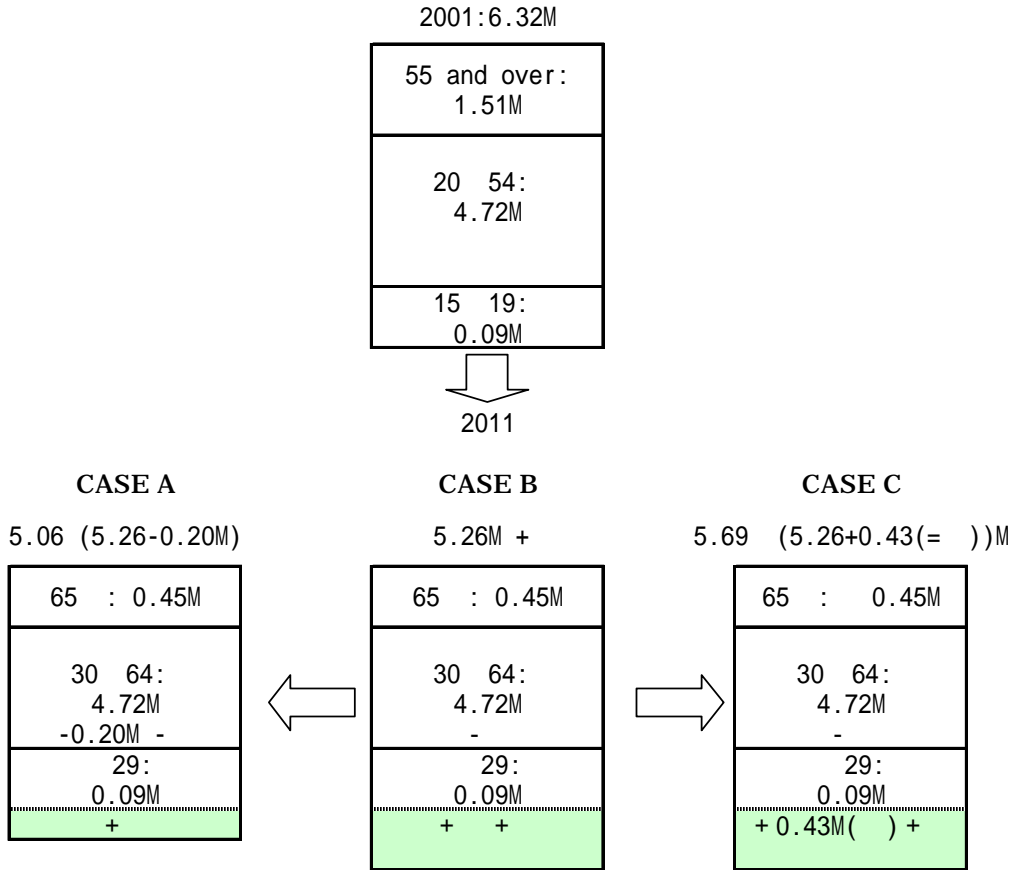 2001:6.32M
55 and over:
1.51M
20 54:
4.72M
15 19:
0.09M
2011
CASE A
5.06 (5.26-0.20M)
65 : 0.45M
30 64:
4.72M
-0.20M -
29:
0.09M
+
CASE B
5.26M +
65 : 0.45M
30 64:
4.72M
-
29:
0.09M
+ +
CASE C
5.69 (5.26+0.43(= ))M
65 : 0.45M
30 64:
4.72M
-
29:
0.09M
+0.43M( )+